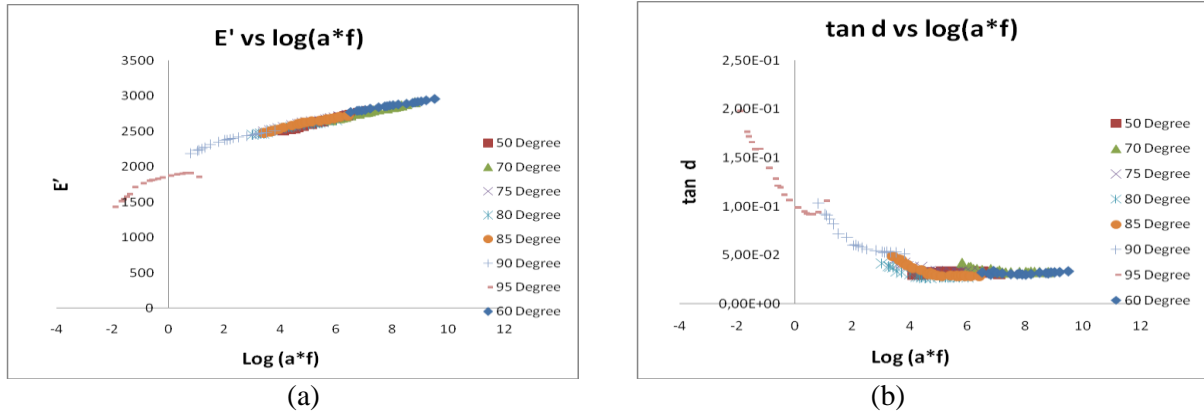 E' vs log(a*f)
3500
3000
2500
2000
1500
1000
500
0
-4 -2 0 2 4 6 8 10 12
E'
Log (a*f)
50 Degree
70 Degree
75 Degree
80 Degree
85 Degree
90 Degree
95 Degree
60 Degree
(a)
tan d vs log(a*f)
2,50E-01
2,00E-01
1,50E-01
1,00E-01
5,00E-02
0,00E+00
-4 -2 0 2 4 6 8 10 12
tan d
Log (a*f)
50 Degree
70 Degree
75 Degree
80 Degree
85 Degree
90 Degree
95 Degree
60 Degree
(b)